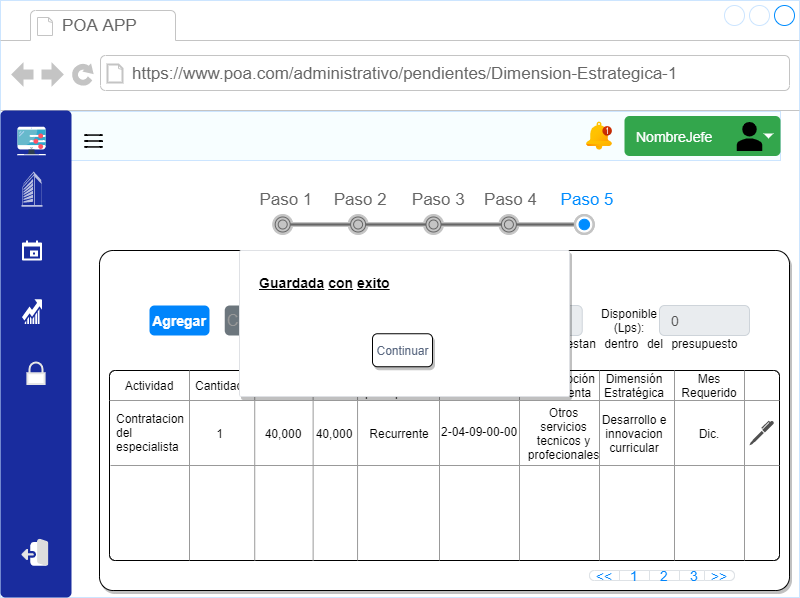 POA APP
https://www.poa.com/administrativo/pendientes/Dimension-Estrategica-1
1
NombreJefe
Paso 1 Paso 2 Paso 3 Paso 4 Paso 5
Guardada con exito
Continuar
Agregar
Disponible
(Lps):
0
estan dentro del presupuesto
Actividad
Dimensión
Estratégica
Mes
Requerido
Contratacion
del
especialista
1
40,000
40,000
Recurrente
2-04-09-00-00
Otros
servicios
tecnicos y
profecionales
Desarrollo e
innovacion
curricular
Dic.
<< 1 2 3 >>